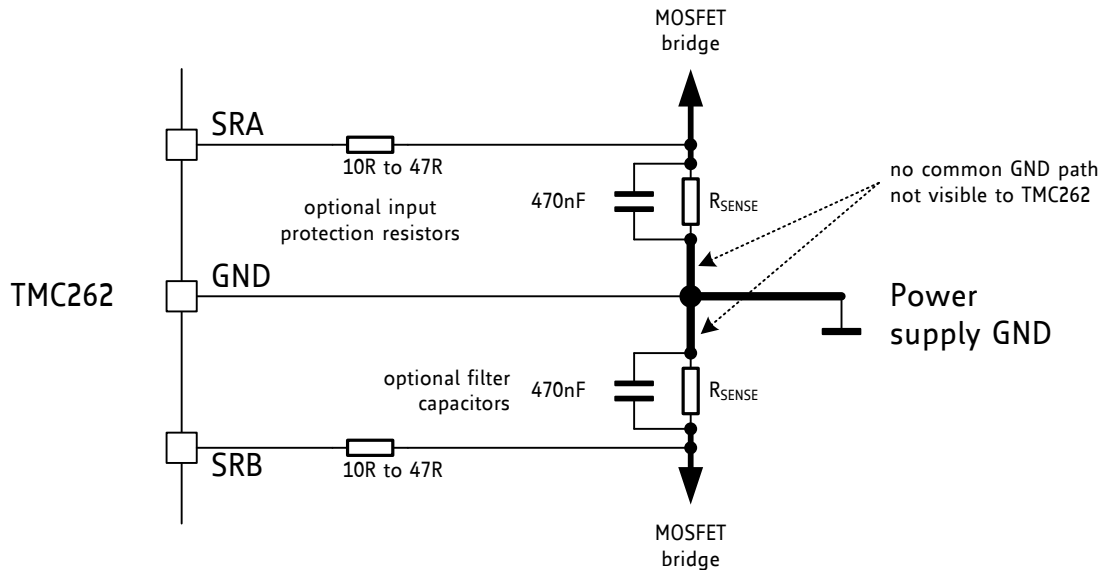 MOSFET
bridge
SRA
10R to 47R
optional input
protection resistors
470nF
RSENSE
no common GND path
not visible to TMC262
TMC262
GND
Power
supply GND
optional filter
capacitors
470nF
RSENSE
SRB
10R to 47R
MOSFET
bridge